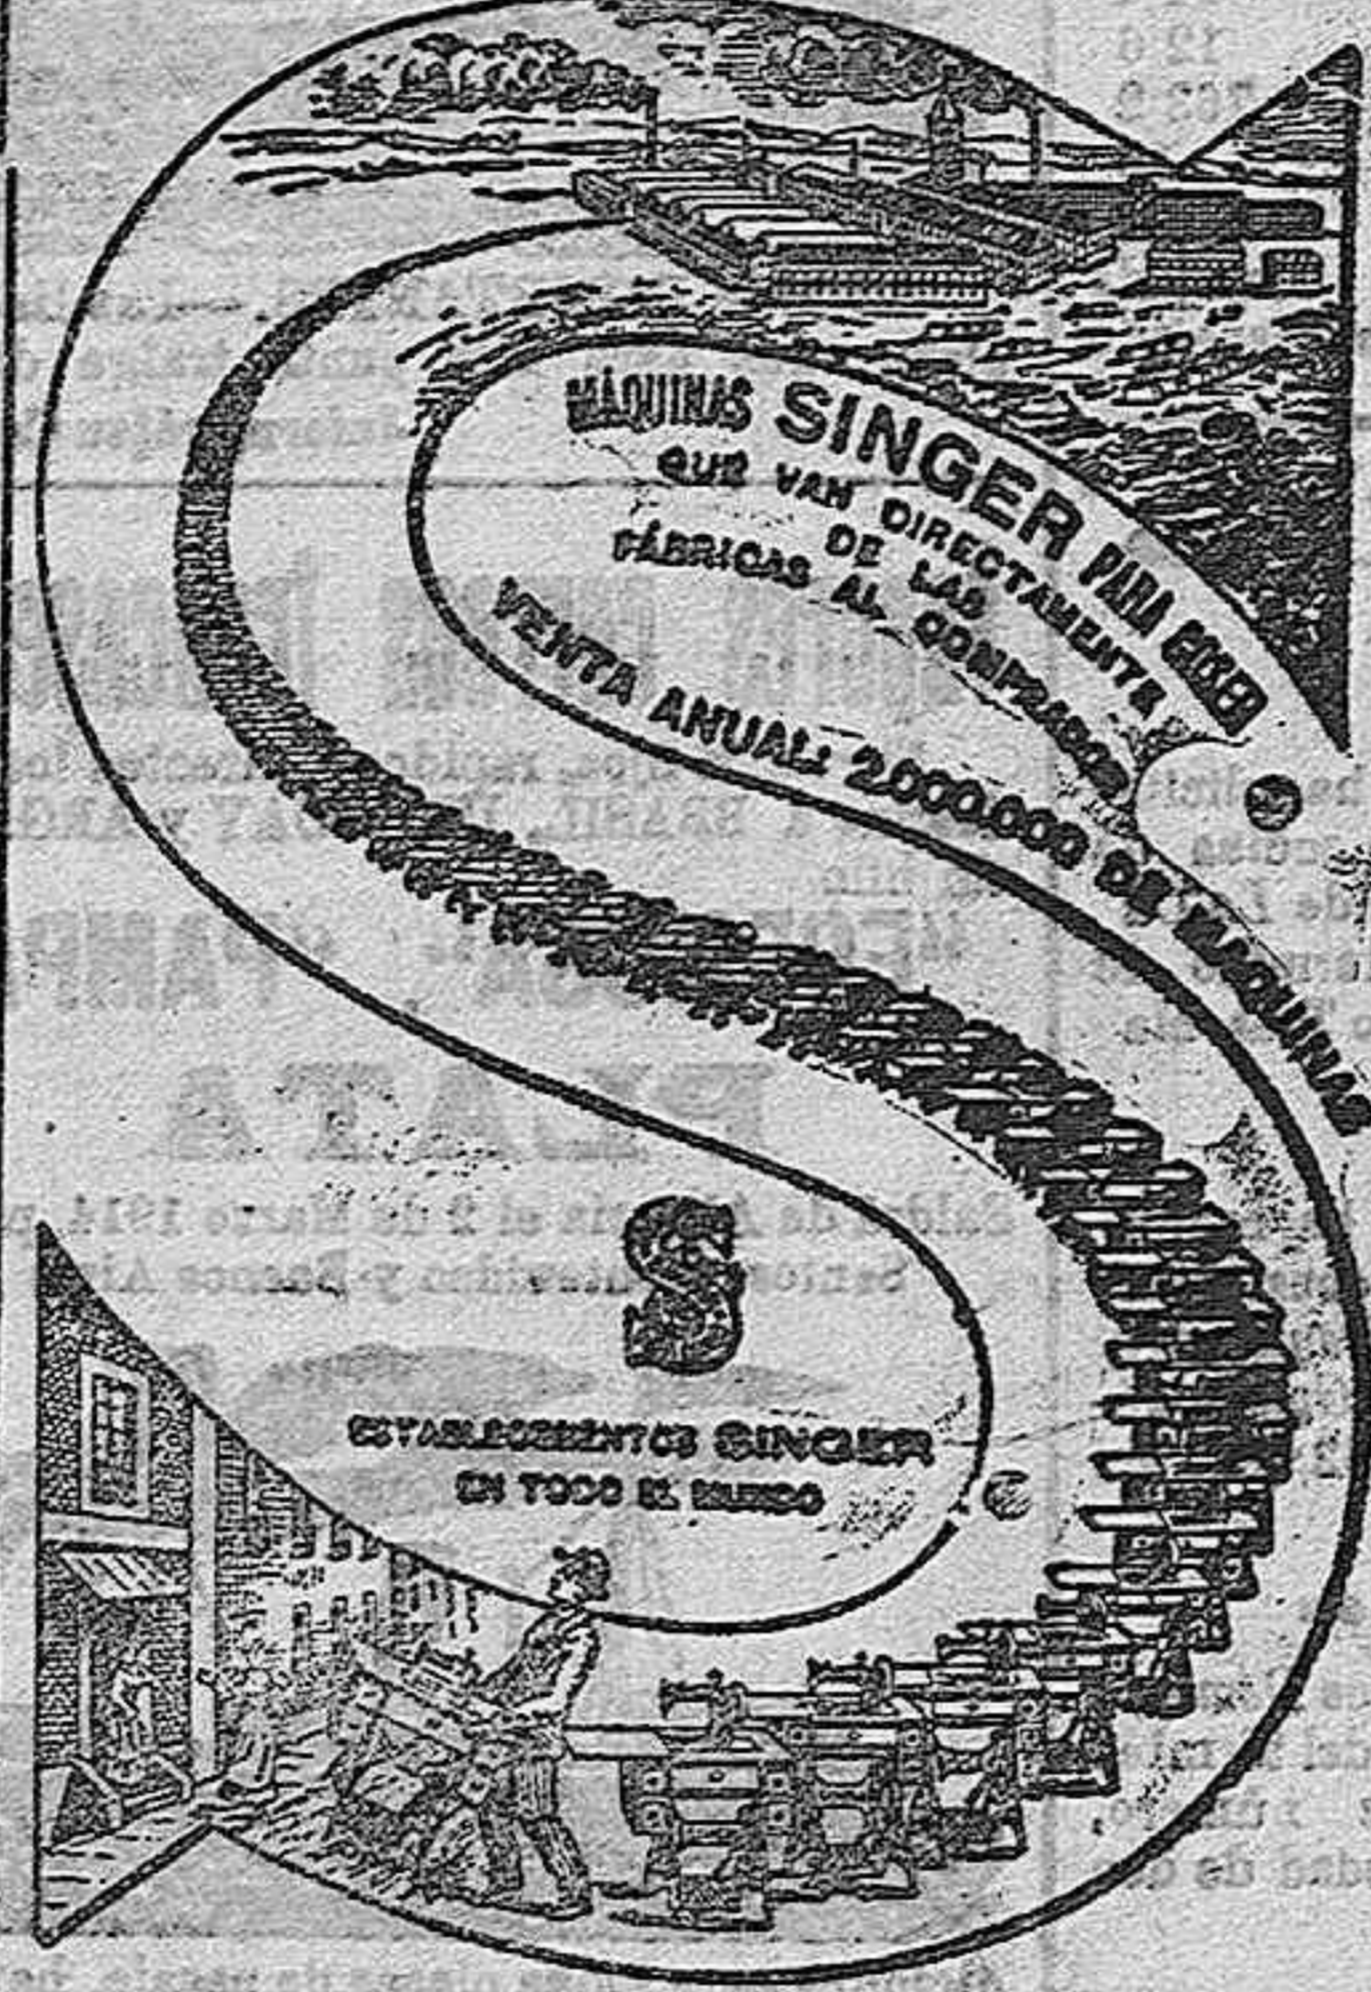 MÁQUINAS SINGER PARA COSER
QUE VAN DIRECTAMENTE
DE LAS
FÁBRICAS AL COMPRADOR
VENTA ANUAL: 2.000.000 DE MAQUINAS
S
ESTABLECIMIENTOS SINGER
EN TODO EL MUNDO